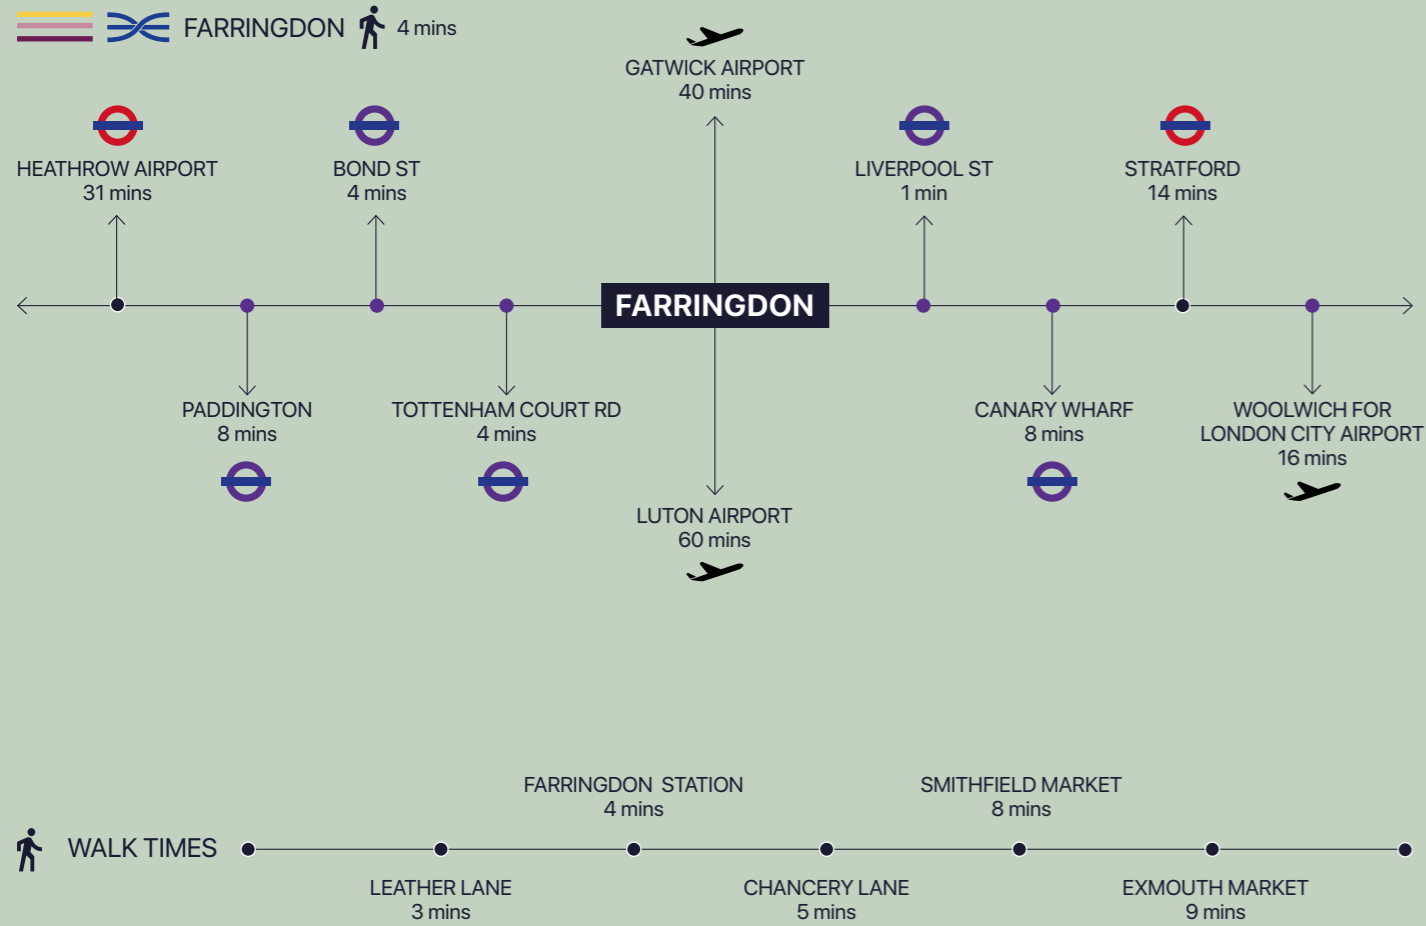 FARRINGDON
4 mins
GATWICK AIRPORT
40 mins
HEATHROW AIRPORT
31 mins
BOND ST
4 mins
LIVERPOOL ST
1 min
STRATFORD
14 mins
FARRINGDON
PADDINGTON
8 mins
TOTTENHAM COURT RD
4 mins
CANARY WHARF
8 mins
WOOLWICH FOR
LONDON CITY AIRPORT
16 mins
LUTON AIRPORT
60 mins
FARRINGDON STATION
4 mins
SMITHFIELD MARKET
8 mins
WALK TIMES
LEATHER LANE
3 mins
CHANCERY LANE
5 mins
EXMOUTH MARKET
9 mins